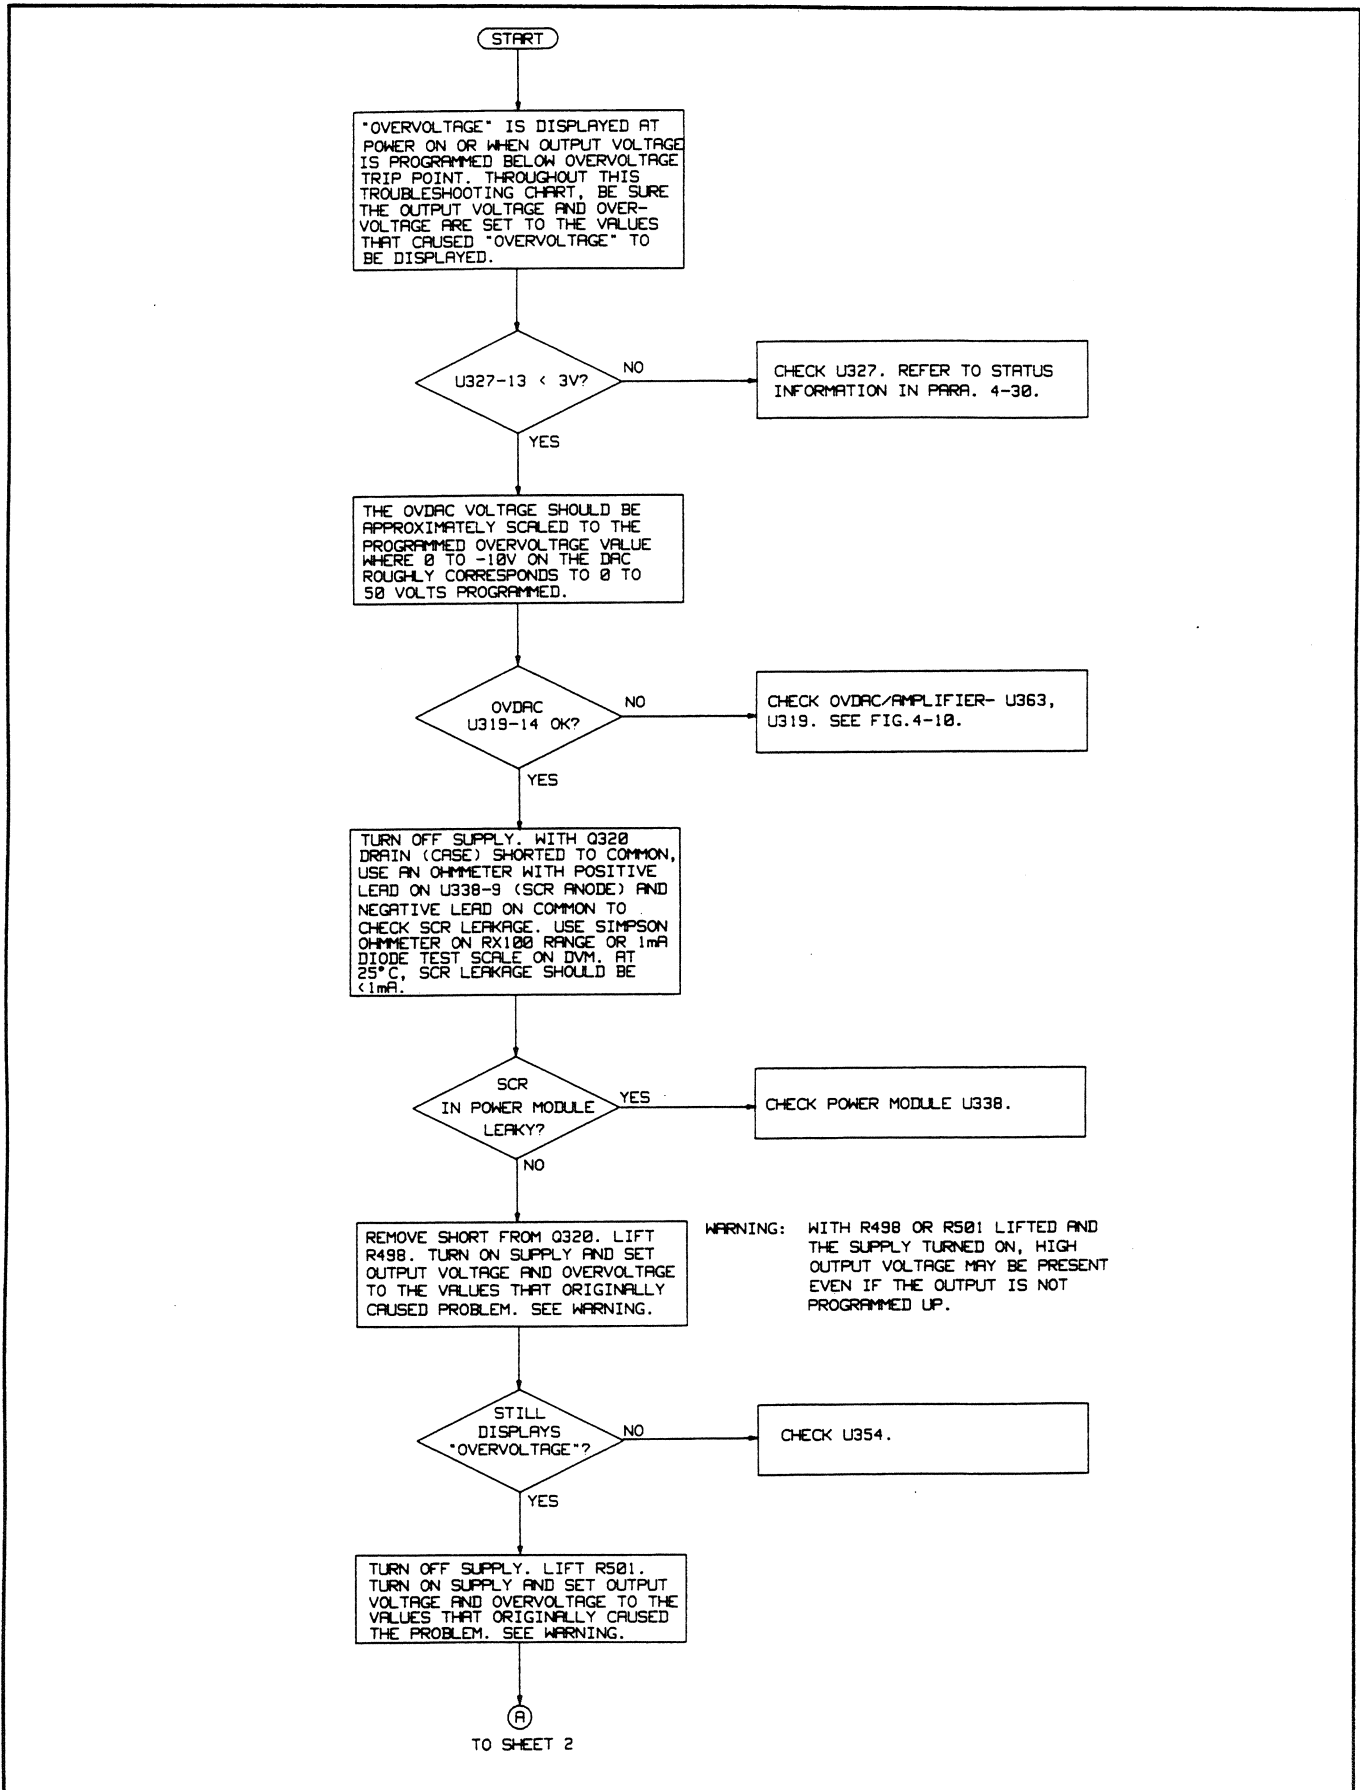 START
"OVERVOLTAGE" IS DISPLAYED AT
POWER ON OR WHEN OUTPUT VOLTAGE
IS PROGRAMMED BELOW OVERVOLTAGE
TRIP POINT. THROUGHOUT THIS
TROUBLESHOOTING CHART, BE SURE
THE OUTPUT VOLTAGE AND OVER-
VOLTAGE ARE SET TO THE VALUES
THAT CAUSED "OVERVOLTAGE" TO
BE DISPLAYED.
U327-13 < 3V?
NO
CHECK U327. REFER TO STATUS
INFORMATION IN PARA. 4-30.
YES
THE OVDAC VOLTAGE SHOULD BE
APPROXIMATELY SCALED TO THE
PROGRAMMED OVERVOLTAGE VALUE
WHERE 0 TO -10V ON THE DAC
ROUGHLY CORRESPONDS TO 0 TO
50 VOLTS PROGRAMMED.
OVDAC
U319-14 OK?
NO
CHECK OVDAC/AMPLIFIER- U363,
U319. SEE FIG.4-10.
YES
TURN OFF SUPPLY. WITH Q320
DRAIN (CASE) SHORTED TO COMMON,
USE AN OHMMETER WITH POSITIVE
LEAD ON U338-9 (SCR ANODE) AND
NEGATIVE LEAD ON COMMON TO
CHECK SCR LEAKAGE. USE SIMPSON
OHMMETER ON RX100 RANGE OR 1mA
DIODE TEST SCALE ON DVM. AT
25°C, SCR LEAKAGE SHOULD BE
<1mA.
SCR
IN POWER MODULE
LEAKY?
YES
CHECK POWER MODULE U338.
NO
REMOVE SHORT FROM Q320. LIFT
R498. TURN ON SUPPLY AND SET
OUTPUT VOLTAGE AND OVERVOLTAGE
TO THE VALUES THAT ORIGINALLY
CAUSED PROBLEM. SEE WARNING.
WARNING: WITH R498 OR R501 LIFTED AND
THE SUPPLY TURNED ON, HIGH
OUTPUT VOLTAGE MAY BE PRESENT
EVEN IF THE OUTPUT IS NOT
PROGRAMMED UP.
STILL
DISPLAYS
"OVERVOLTAGE"?
NO
CHECK U354.
YES
TURN OFF SUPPLY. LIFT R501.
TURN ON SUPPLY AND SET OUTPUT
VOLTAGE AND OVERVOLTAGE TO THE
VALUES THAT ORIGINALLY CAUSED
THE PROBLEM. SEE WARNING.
A
TO SHEET 2